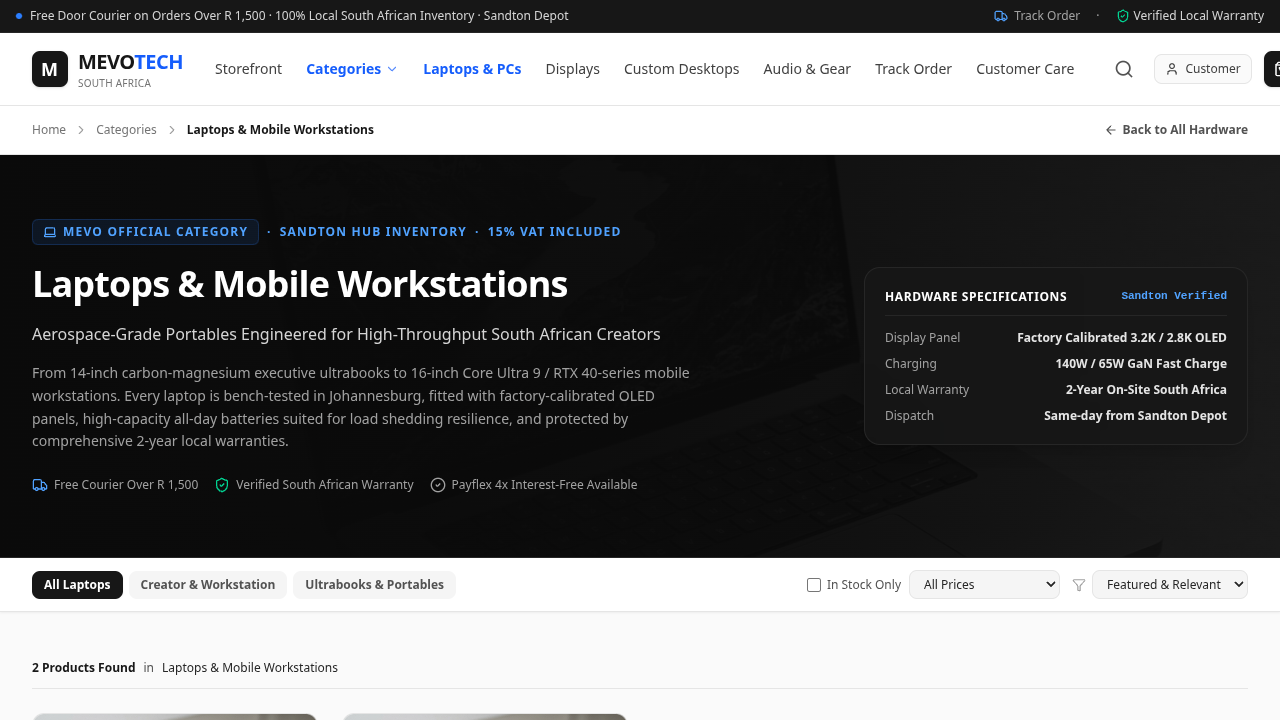 Free Door Courier on Orders Over R 1,500 · 100% Local South African Inventory · Sandton Depot
Track Order · Verified Local Warranty
M MEVOTECH
SOUTH AFRICA
Storefront Categories Laptops & PCs Displays Custom Desktops Audio & Gear Track Order Customer Care Customer
Home Categories Laptops & Mobile Workstations
Back to All Hardware
MEVO OFFICIAL CATEGORY · SANDTON HUB INVENTORY · 15% VAT INCLUDED
Laptops & Mobile Workstations
Aerospace-Grade Portables Engineered for High-Throughput South African Creators
From 14-inch carbon-magnesium executive ultrabooks to 16-inch Core Ultra 9 / RTX 40-series mobile
workstations. Every laptop is bench-tested in Johannesburg, fitted with factory-calibrated OLED
panels, high-capacity all-day batteries suited for load shedding resilience, and protected by
comprehensive 2-year local warranties.
Free Courier Over R 1,500 Verified South African Warranty Payflex 4x Interest-Free Available
HARDWARE SPECIFICATIONS Sandton Verified
Display Panel Factory Calibrated 3.2K / 2.8K OLED
Charging 140W / 65W GaN Fast Charge
Local Warranty 2-Year On-Site South Africa
Dispatch Same-day from Sandton Depot
All Laptops Creator & Workstation Ultrabooks & Portables
In Stock Only All Prices Featured & Relevant
2 Products Found in Laptops & Mobile Workstations